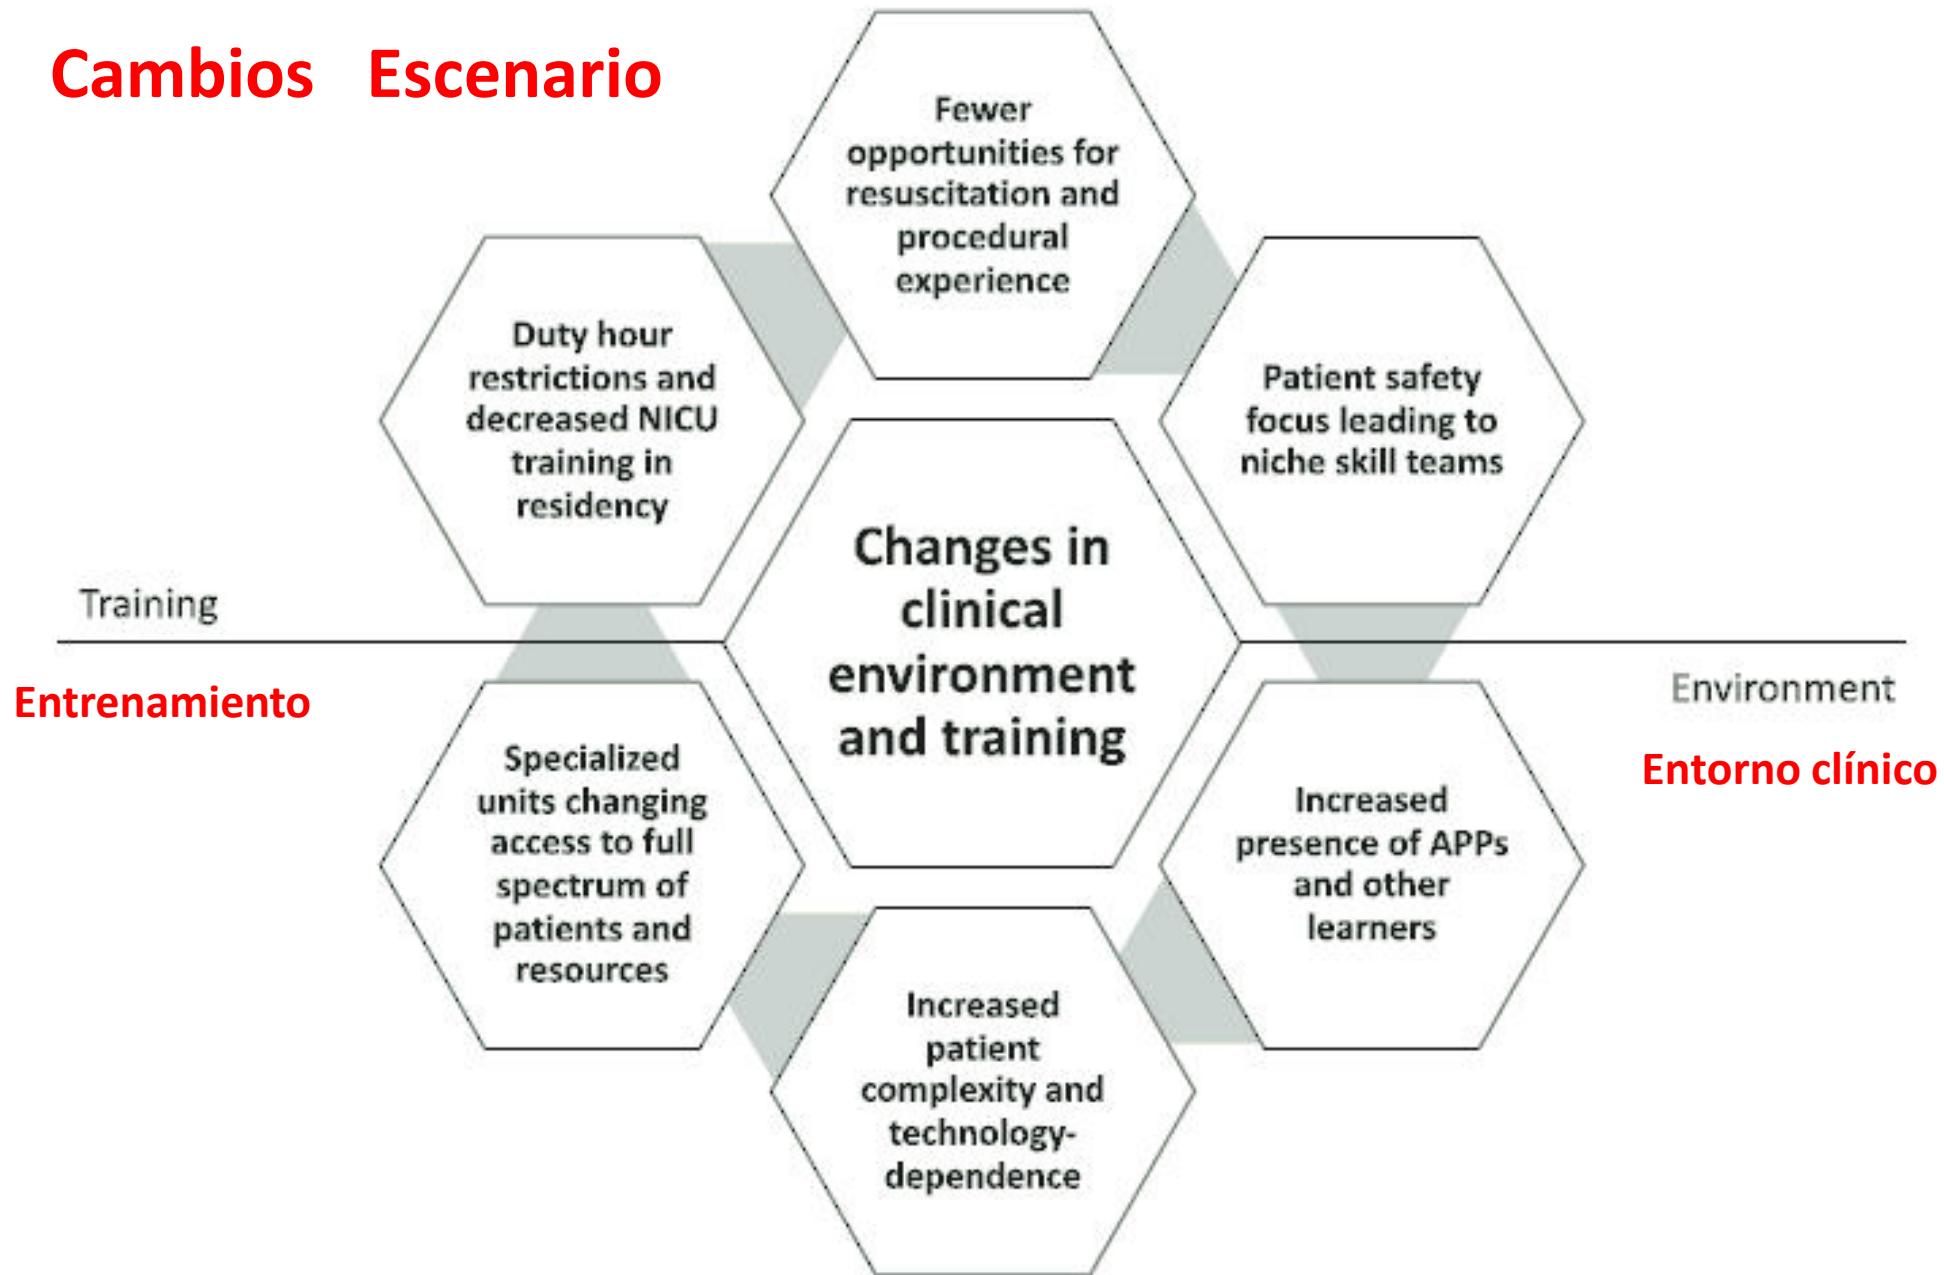 Cambios Escenario
Fewer
opportunities for
resuscitation and
procedural
experience
Duty hour
restrictions and
decreased NICU
training in
residency
Patient safety
focus leading to
niche skill teams
Changes in
clinical
environment
and training
Training
Entrenamiento
Environment
Entorno clínico
Specialized
units changing
access to full
spectrum of
patients and
resources
Increased
presence of APPs
and other
learners
Increased
patient
complexity and
technology-
dependence